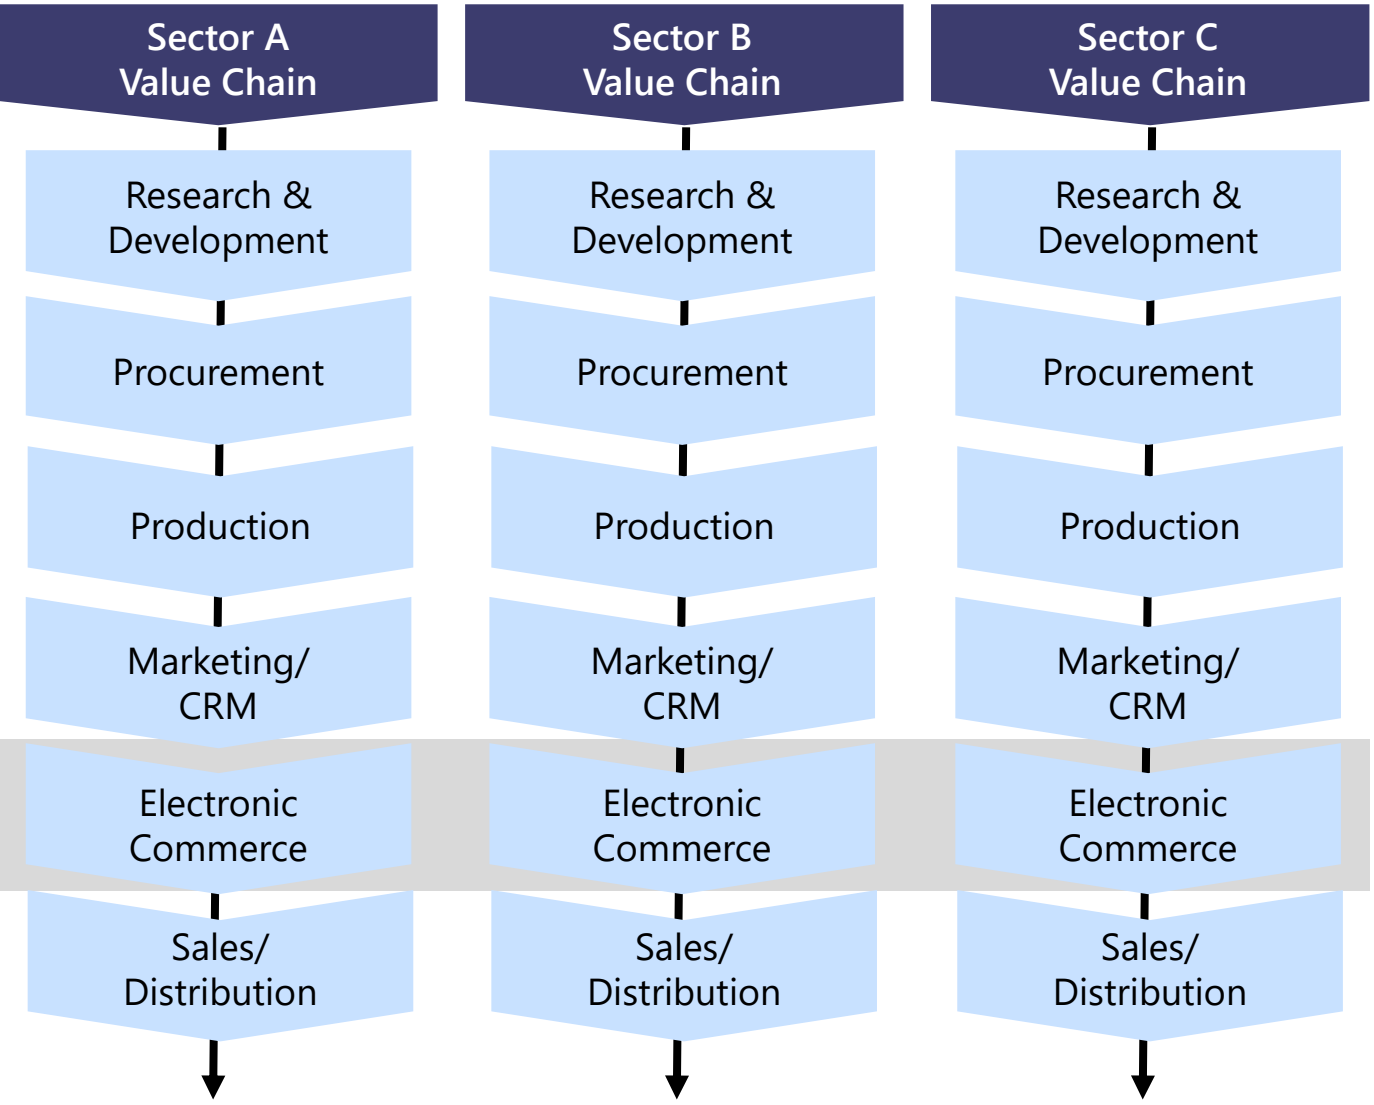 Sector A
Value Chain
Sector B
Value Chain
Sector C
Value Chain
Research &
Development
Research &
Development
Research &
Development
Procurement
Procurement
Procurement
Production
Production
Production
Marketing/
CRM
Marketing/
CRM
Marketing/
CRM
Electronic
Commerce
Electronic
Commerce
Electronic
Commerce
Sales/
Distribution
Sales/
Distribution
Sales/
Distribution